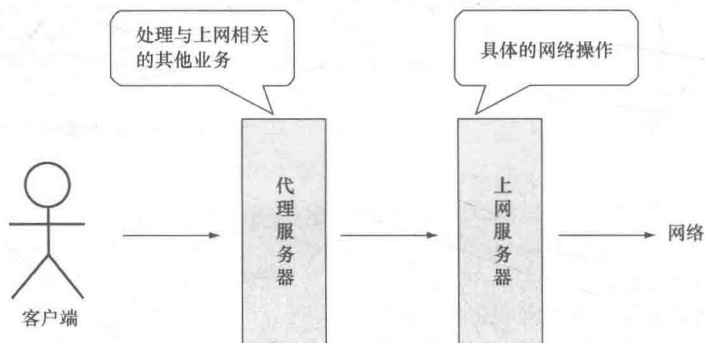 处理与上网相关
的其他业务
具体的网络操作
代理服务器
上网服务器
网络
客户端